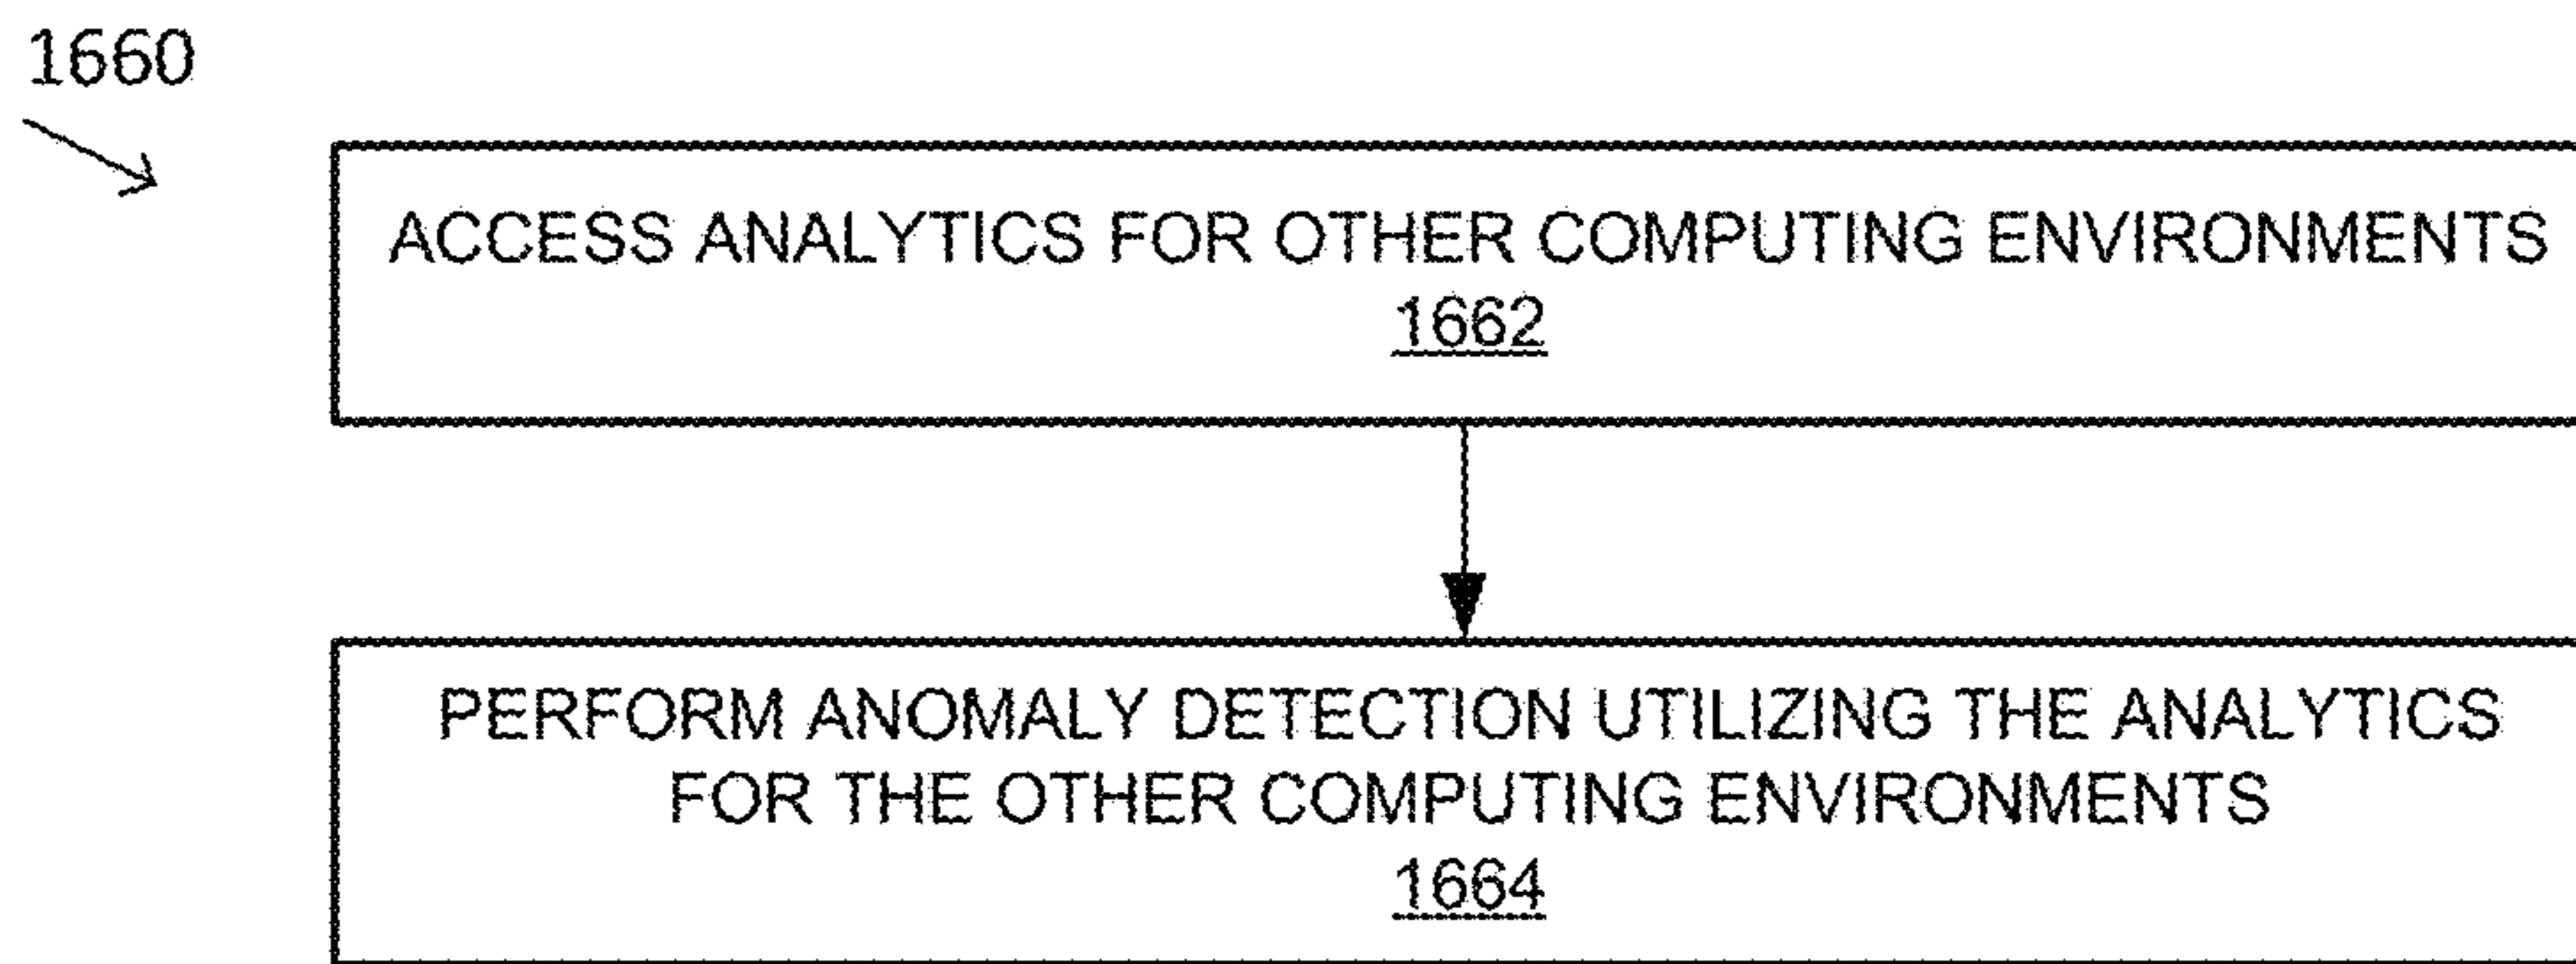 1660
ACCESS ANALYTICS FOR OTHER COMPUTING ENVIRONMENTS
1662
PERFORM ANOMALY DETECTION UTILIZING THE ANALYTICS
FOR THE OTHER COMPUTING ENVIRONMENTS
1664